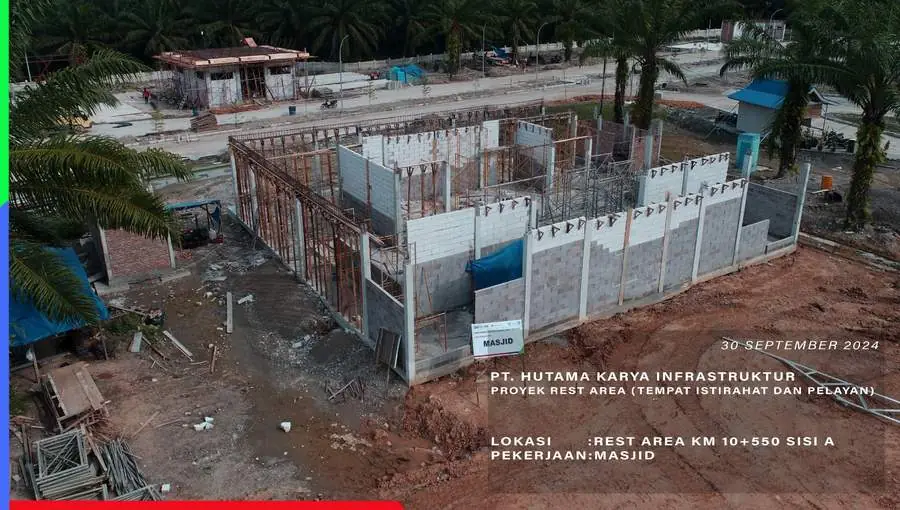 MASJID
30 SEPTEMBER 2024
PT. HUTAMA KARYA INFRASTRUKTUR
PROYEK REST AREA (TEMPAT ISTIRAHAT DAN PELAYAN)
LOKASI :REST AREA KM 10+550 SISI A
PEKERJAAN:MASJID